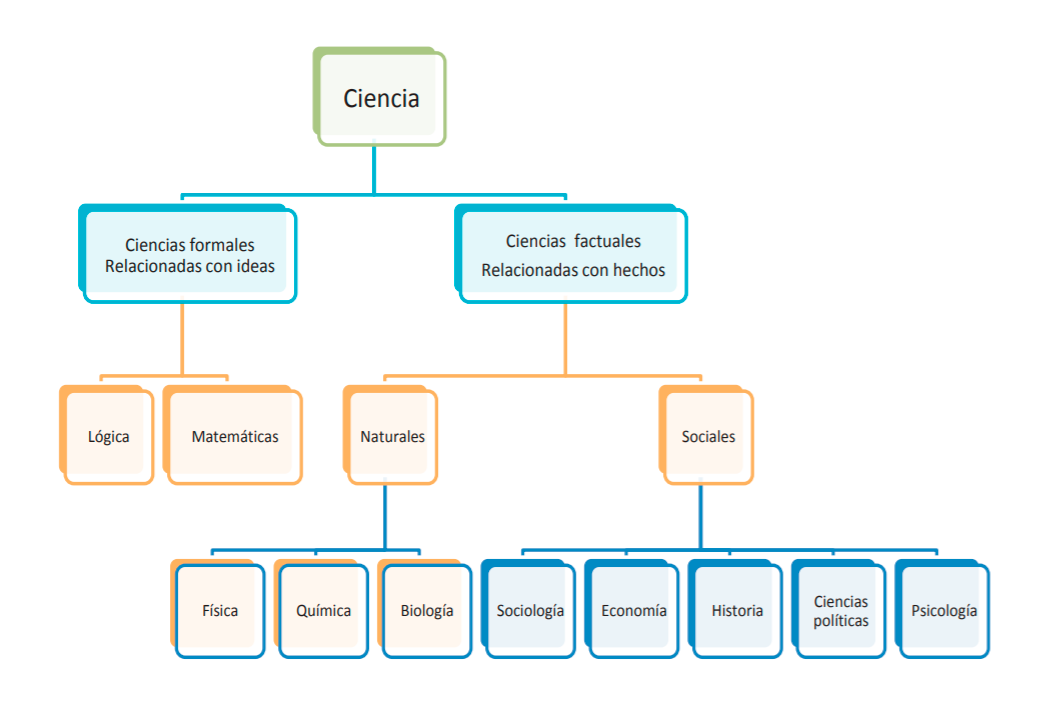 Ciencia
Ciencias formales
Relacionadas con ideas
Ciencias factuales
Relacionadas con hechos
Lógica
Matemáticas
Naturales
Sociales
Física
Química
Biología
Sociología
Economía
Historia
Ciencias
políticas
Psicología